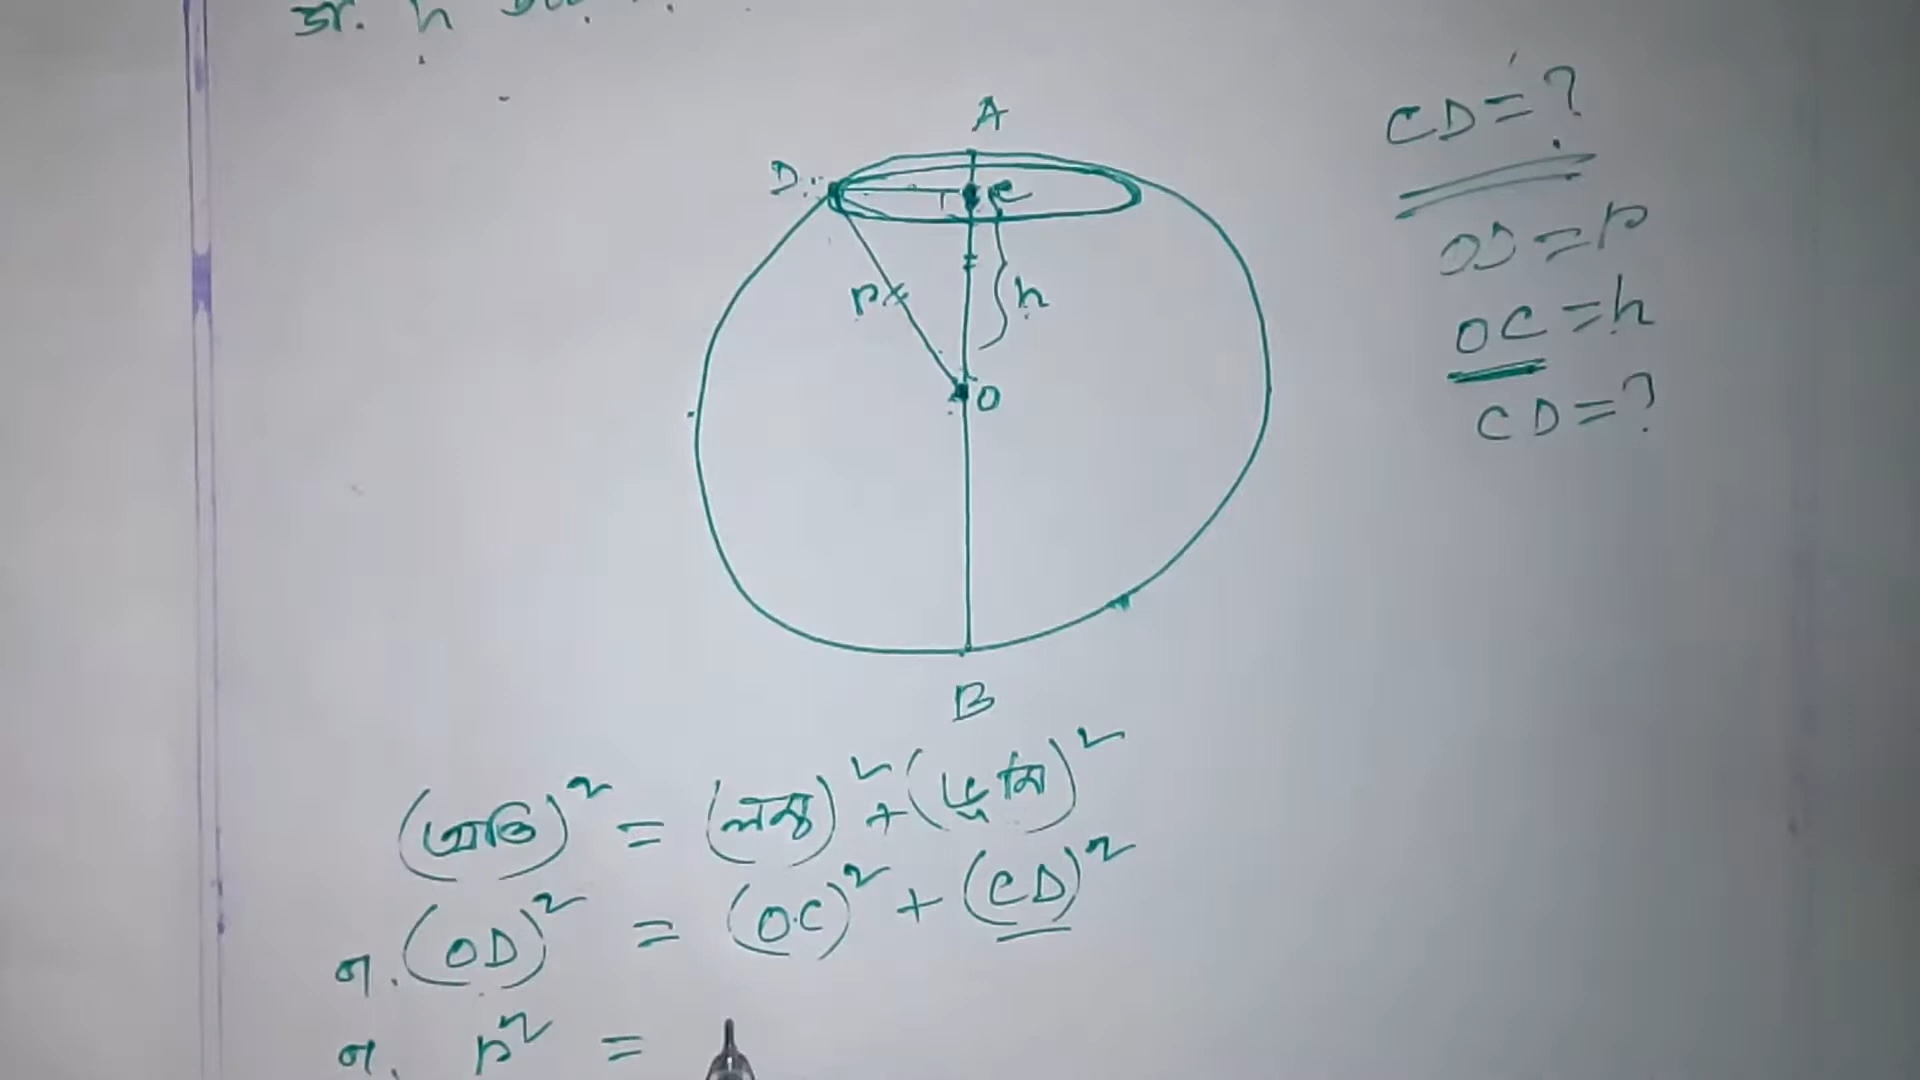 A
D
C
r
h
O
B
CD = ?
OD = r
OC = h
CD = ?
(অতি)² = (লম্ব)² + (ভূমি)²
বা, (OD)² = (OC)² + (CD)²
বা, r² =